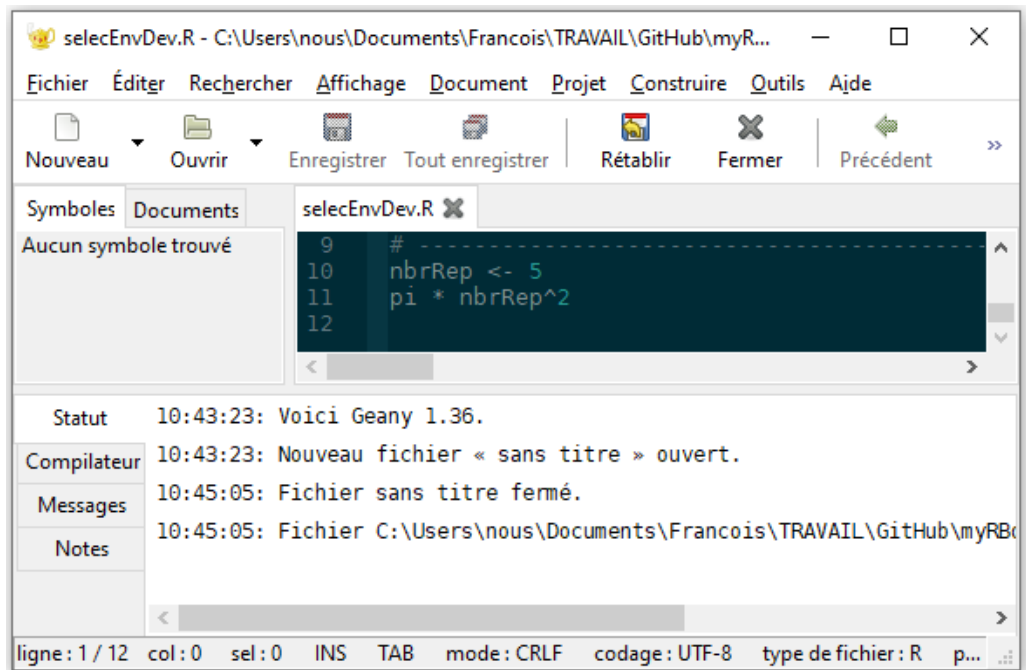 selecEnvDev.R - C:\Users\nous\Documents\Francois\TRAVAIL\GitHub\myR...
Fichier Éditer Rechercher Affichage Document Projet Construire Outils Aide
Nouveau Ouvrir Enregistrer Tout enregistrer Rétablir Fermer Précédent »
Symboles Documents
Aucun symbole trouvé
selecEnvDev.R
9 # -----------------------------------------
10 nbrRep <- 5
11 pi * nbrRep^2
12
Statut
Compilateur
Messages
Notes
10:43:23: Voici Geany 1.36.
10:43:23: Nouveau fichier « sans titre » ouvert.
10:45:05: Fichier sans titre fermé.
10:45:05: Fichier C:\Users\nous\Documents\Francois\TRAVAIL\GitHub\myRBo
ligne : 1 / 12 col : 0 sel : 0 INS TAB mode : CRLF codage : UTF-8 type de fichier : R p...